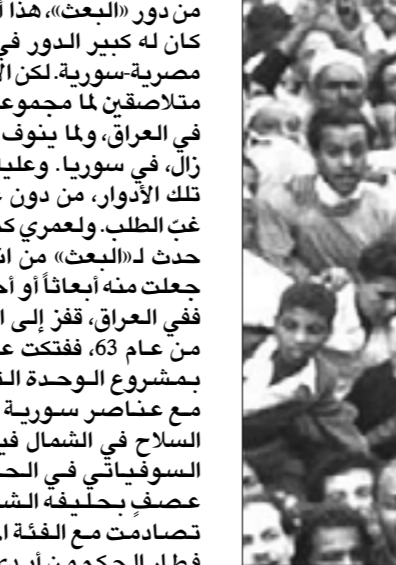 من دور «البعث»، هذا
كان له كبير الدور في
مصرية-سورية. لكن
متلاصقين لما مجموع
في العراق، ولما ينوف
زال، في سوريا. وعليه
تلك الأدوار، من دون
غبّ الطلب. ولعمري
حدث لـ«البعث» من
جعلت منه أبعاثاً أو
ففي العراق، قفز إلى
من عام 63، ففتكت
بمشروع الوحدة
مع عناصر سورية
السلاح في الشمال
السوفياتي في
عصفٍ بحليفه
تصادمت مع الفئة
فطار الحكم من